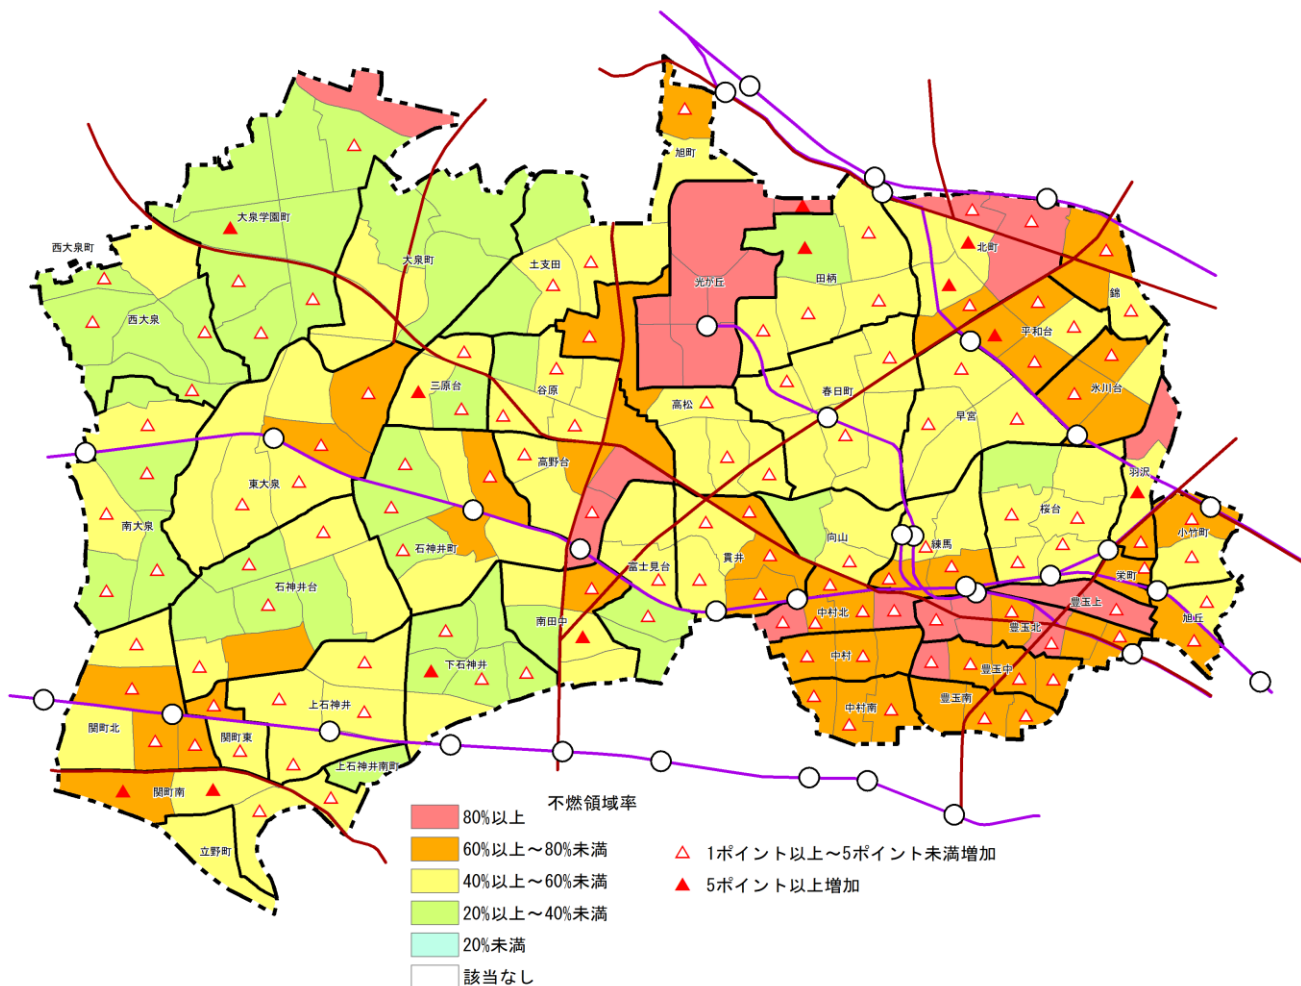 旭町
大泉学園町
西大泉町
大泉町
土支田
光が丘
田柄
北町
錦
西大泉
平和台
三原台
谷原
高松
春日町
早宮
氷川台
東大泉
高野台
羽沢
南大泉
石神井町
向山
練馬
桜台
小竹町
貫井
富士見台
石神井台
栄町
中村北
豊玉上
旭丘
南田中
豊玉北
下石神井
中村
豊玉中
上石神井
中村南
豊玉南
関町北
関町東
上石神井南町
関町南
立野町
不燃領域率
80%以上
60%以上～80%未満
40%以上～60%未満
20%以上～40%未満
20%未満
該当なし
1ポイント以上～5ポイント未満増加
5ポイント以上増加